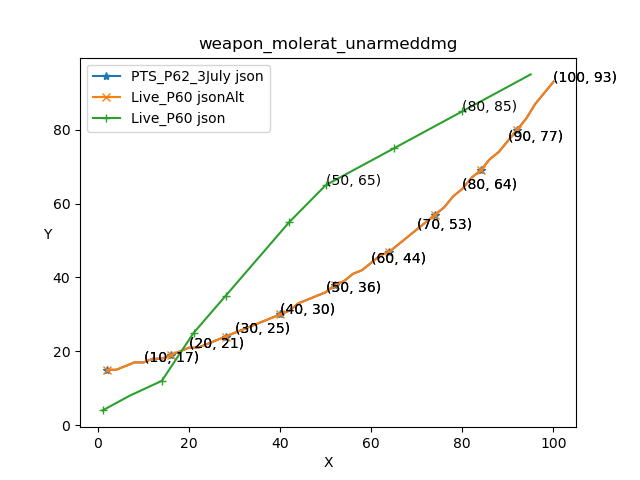 weapon_molerat_unarmeddmg
PTS_P62_3July json
Live_P60 jsonAlt
Live_P60 json
(100, 93)
(80, 85)
(90, 77)
(50, 65)
(80, 64)
(70, 53)
(60, 44)
(50, 36)
(40, 30)
(30, 25)
(20, 21)
(10, 17)
Y
80
60
40
20
0
0 20 40 60 80 100
X